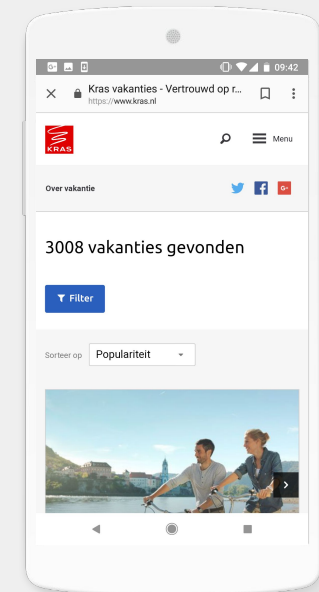 09:42
Kras vakanties - Vertrouwd op r...
https://www.kras.nl
KRAS
Menu
Over vakantie
G+
3008 vakanties gevonden
Filter
Sorteer op
Populariteit